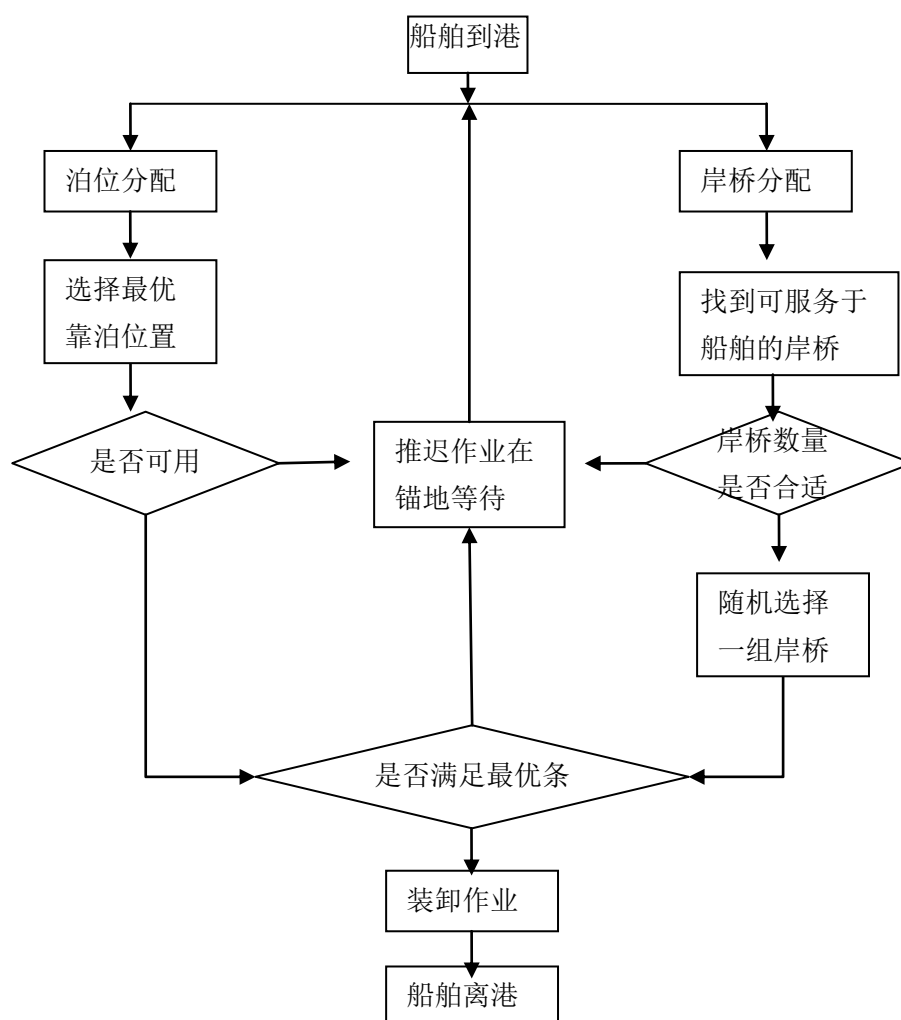 船舶到港
泊位分配
岸桥分配
选择最优
靠泊位置
找到可服务于
船舶的岸桥
是否可用
推迟作业在
锚地等待
岸桥数量
是否合适
随机选择
一组岸桥
是否满足最优条
装卸作业
船舶离港